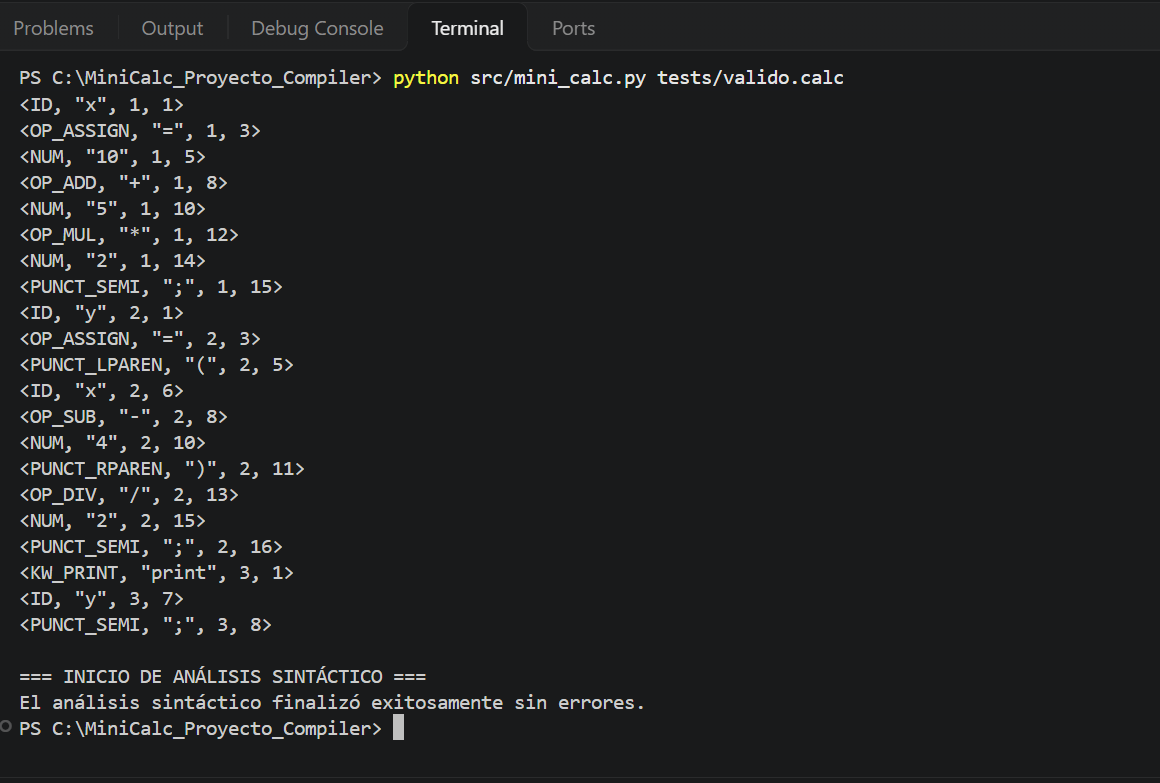 Problems Output Debug Console Terminal Ports
PS C:\MiniCalc_Proyecto_Compiler> python src/mini_calc.py tests/valido.calc
<ID, "x", 1, 1>
<OP_ASSIGN, "=", 1, 3>
<NUM, "10", 1, 5>
<OP_ADD, "+", 1, 8>
<NUM, "5", 1, 10>
<OP_MUL, "*", 1, 12>
<NUM, "2", 1, 14>
<PUNCT_SEMI, ";", 1, 15>
<ID, "y", 2, 1>
<OP_ASSIGN, "=", 2, 3>
<PUNCT_LPAREN, "(", 2, 5>
<ID, "x", 2, 6>
<OP_SUB, "-", 2, 8>
<NUM, "4", 2, 10>
<PUNCT_RPAREN, ")", 2, 11>
<OP_DIV, "/", 2, 13>
<NUM, "2", 2, 15>
<PUNCT_SEMI, ";", 2, 16>
<KW_PRINT, "print", 3, 1>
<ID, "y", 3, 7>
<PUNCT_SEMI, ";", 3, 8>
=== INICIO DE ANÁLISIS SINTÁCTICO ===
El análisis sintáctico finalizó exitosamente sin errores.
PS C:\MiniCalc_Proyecto_Compiler>